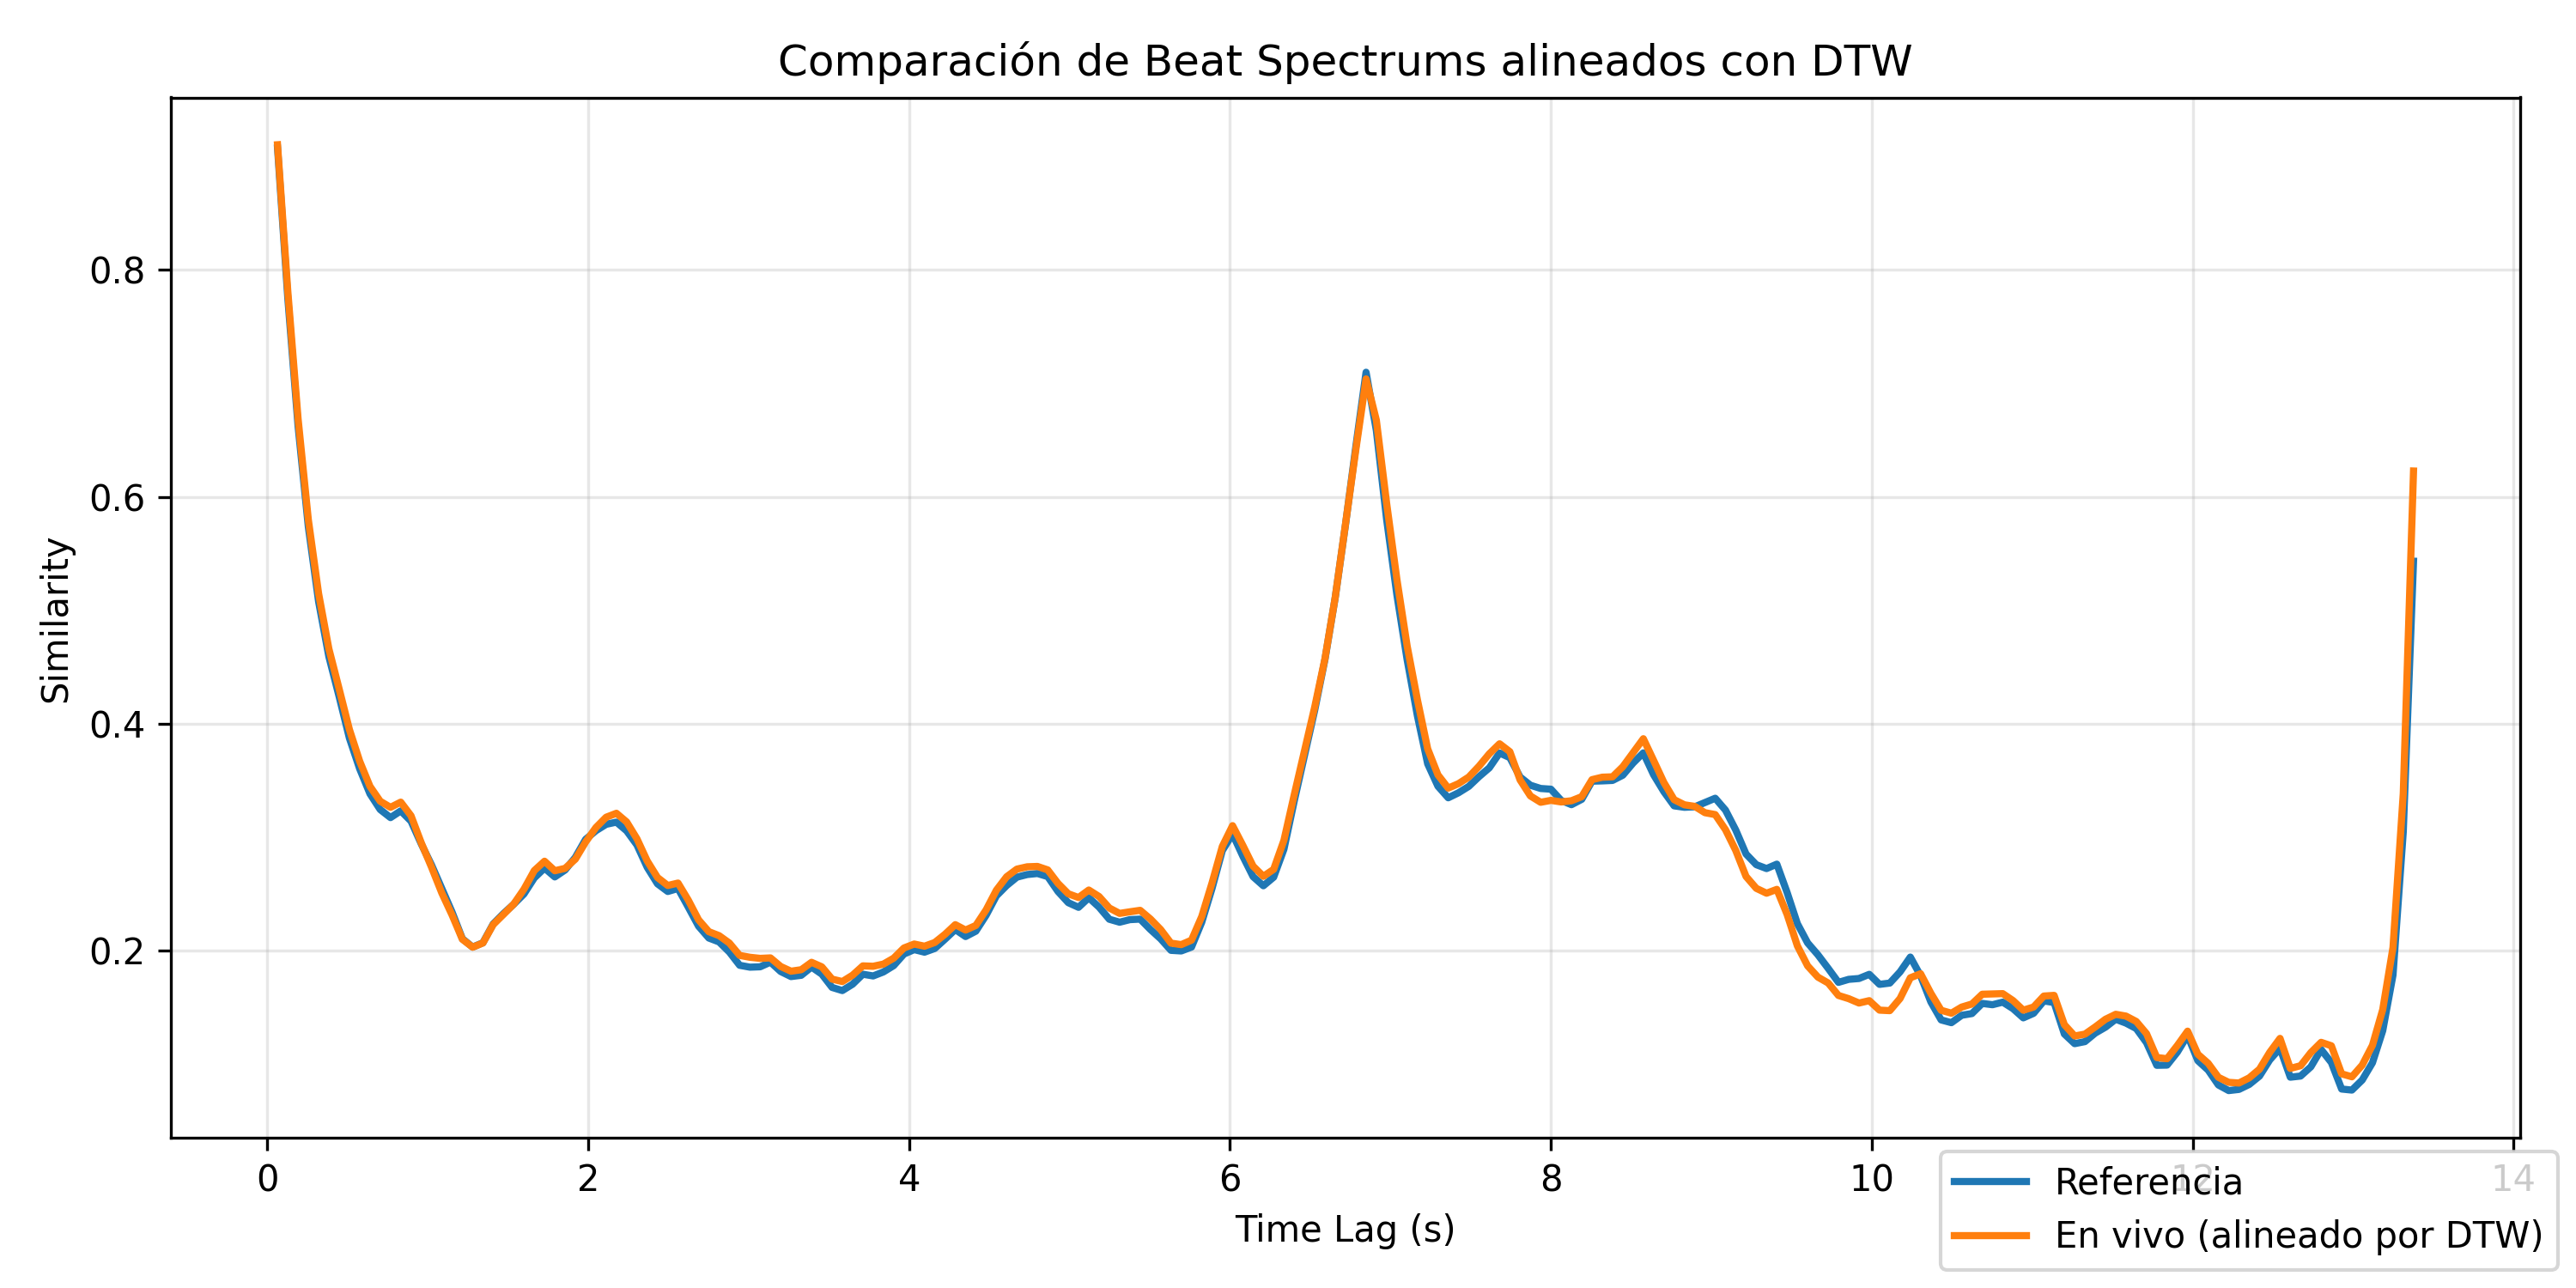 Comparación de Beat Spectrums alineados con DTW
Similarity
0.8
0.6
0.4
0.2
0 2 4 6 8 10 12 14
Time Lag (s)
Referencia
En vivo (alineado por DTW)